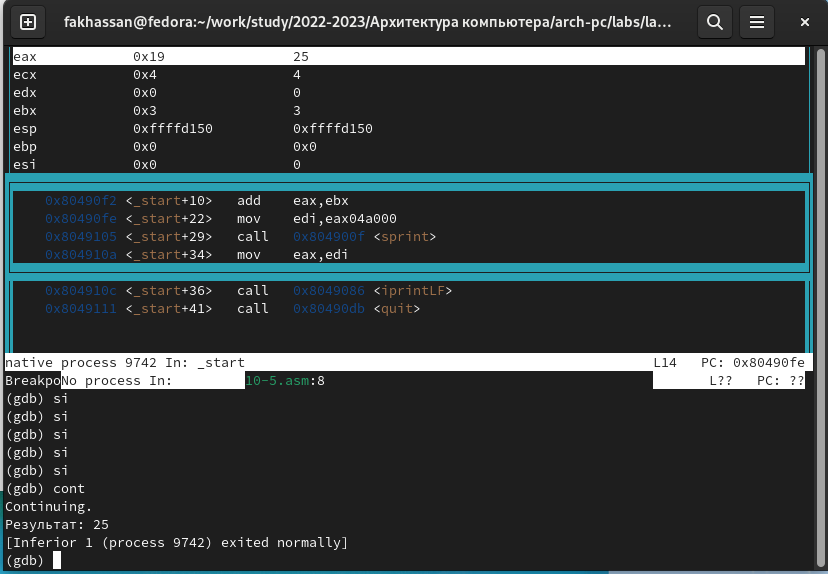 fakhassan@fedora:~/work/study/2022-2023/Архитектура компьютера/arch-pc/labs/la...
eax 0x19 25
ecx 0x4 4
edx 0x0 0
ebx 0x3 3
esp 0xffffd150 0xffffd150
ebp 0x0 0x0
esi 0x0 0
0x80490f2 <_start+10> add eax,ebx
0x80490fe <_start+22> mov edi,eax04a000
0x8049105 <_start+29> call 0x804900f <sprint>
0x804910a <_start+34> mov eax,edi
0x804910c <_start+36> call 0x8049086 <iprintLF>
0x8049111 <_start+41> call 0x80490db <quit>
native process 9742 In: _start L14 PC: 0x80490fe
BreakpoNo process In: 10-5.asm:8 L?? PC: ??
(gdb) si
(gdb) si
(gdb) si
(gdb) si
(gdb) si
(gdb) cont
Continuing.
Результат: 25
[Inferior 1 (process 9742) exited normally]
(gdb)